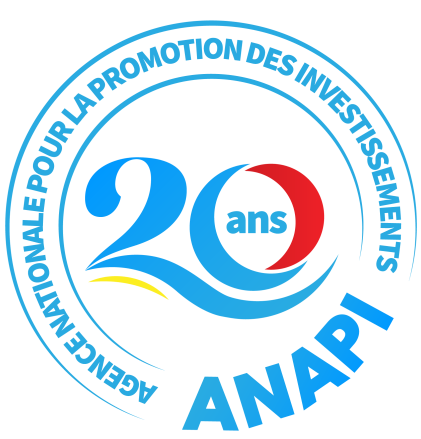 AGENCE NATIONALE POUR LA PROMOTION DES INVESTISSEMENTS
20
ans
ANAPI